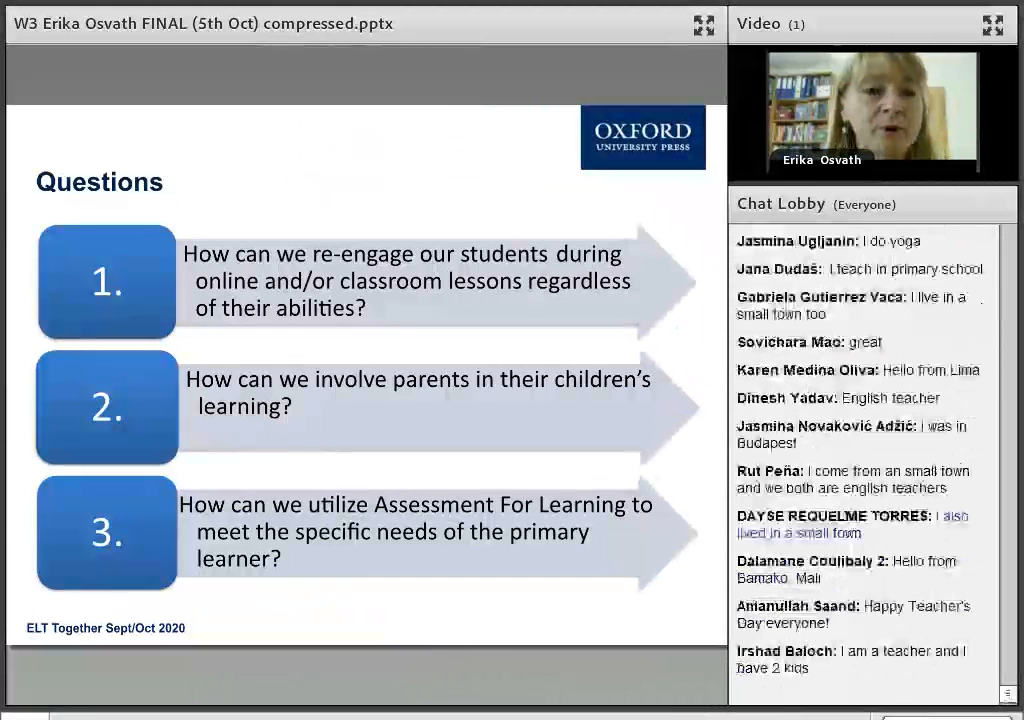 W3 Erika Osvath FINAL (5th Oct) compressed.pptx
OXFORD
UNIVERSITY PRESS
Questions
1.
How can we re-engage our students during
online and/or classroom lessons regardless
of their abilities?
2.
How can we involve parents in their children's
learning?
3.
How can we utilize Assessment For Learning to
meet the specific needs of the primary
learner?
ELT Together Sept/Oct 2020
Video (1)
Erika Osvath
Chat Lobby (Everyone)
Jasmina Ugljanin: I do yoga
Jana Dudaš: I teach in primary school
Gabriela Gutierrez Vaca: I live in a
small town too
Sovichara Mao: great
Karen Medina Oliva: Hello from Lima
Dinesh Yadav: English teacher
Jasmina Novaković Adžić: I was in
Budapest
Rut Peña: I come from an small town
and we both are english teachers
DAYSE REQUELME TORRES: I also
lived in a small town
Dalamane Coulibaly 2: Hello from
Bamako Mali
Amanullah Saand: Happy Teacher's
Day everyone!
Irshad Baloch: I am a teacher and I
have 2 kids